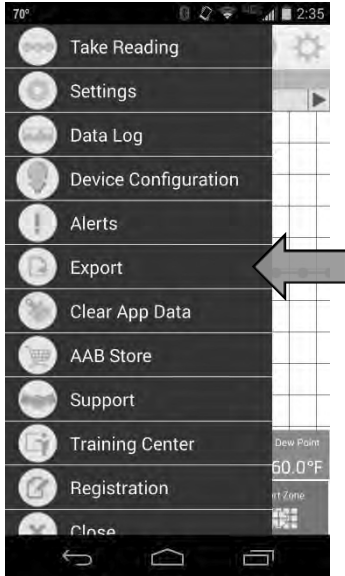 70° 2:35
Take Reading
Settings
Data Log
Device Configuration
Alerts
Export
Clear App Data
AAB Store
Support
Training Center
Dew Point
60.0°F
Registration
Zone
Close